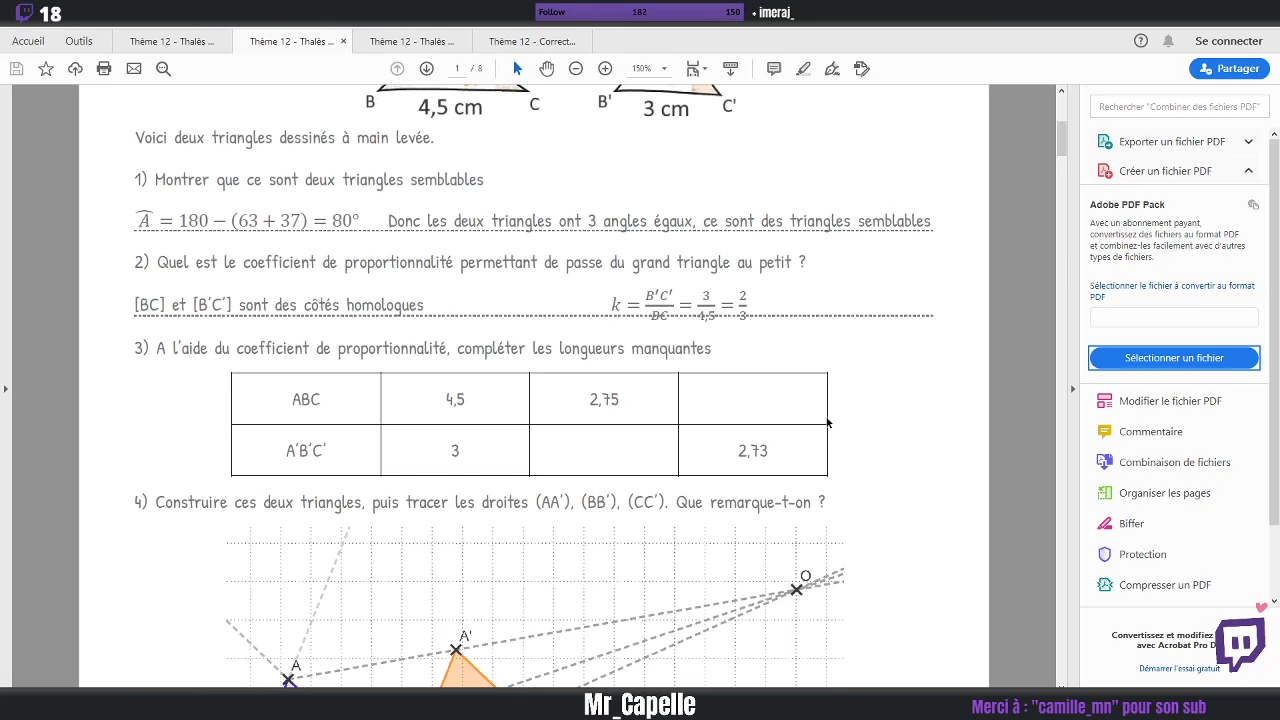 18
Follow 182 150
+ imeraj_
Accueil Outils Thème 12 - Thalès ... Thème 12 - Thalès ... × Thème 12 - Thalès ... Thème 12 - Correct... Se connecter
1 / 8 150% Partager
B 4,5 cm C B' 3 cm C'
Voici deux triangles dessinés à main levée.
1) Montrer que ce sont deux triangles semblables
Â = 180 − (63 + 37) = 80° Donc les deux triangles ont 3 angles égaux, ce sont des triangles semblables
2) Quel est le coefficient de proportionnalité permettant de passe du grand triangle au petit ?
[BC] et [B'C'] sont des côtés homologues k = B'C'/BC = 3/4,5 = 2/3
3) A l'aide du coefficient de proportionnalité, compléter les longueurs manquantes
ABC 4,5 2,75
A'B'C' 3 2,73
4) Construire ces deux triangles, puis tracer les droites (AA'), (BB'), (CC'). Que remarque-t-on ?
O
A'
A
Rechercher "Combiner des fichiers PDF"
Exporter un fichier PDF
Créer un fichier PDF
Adobe PDF Pack
Avec un abonnement payant,
convertissez des fichiers au format PDF
et combinez-les facilement avec d'autres
types de fichiers.
Sélectionner le fichier à convertir au format
PDF
Sélectionner un fichier
Modifier le fichier PDF
Commentaire
Combinaison de fichiers
Organiser les pages
Biffer
Protection
Compresser un PDF
Convertissez et modifiez
avec Acrobat Pro D
Démarrer l'essai gratuit
Mr_Capelle
Merci à : "camille_mn" pour son sub